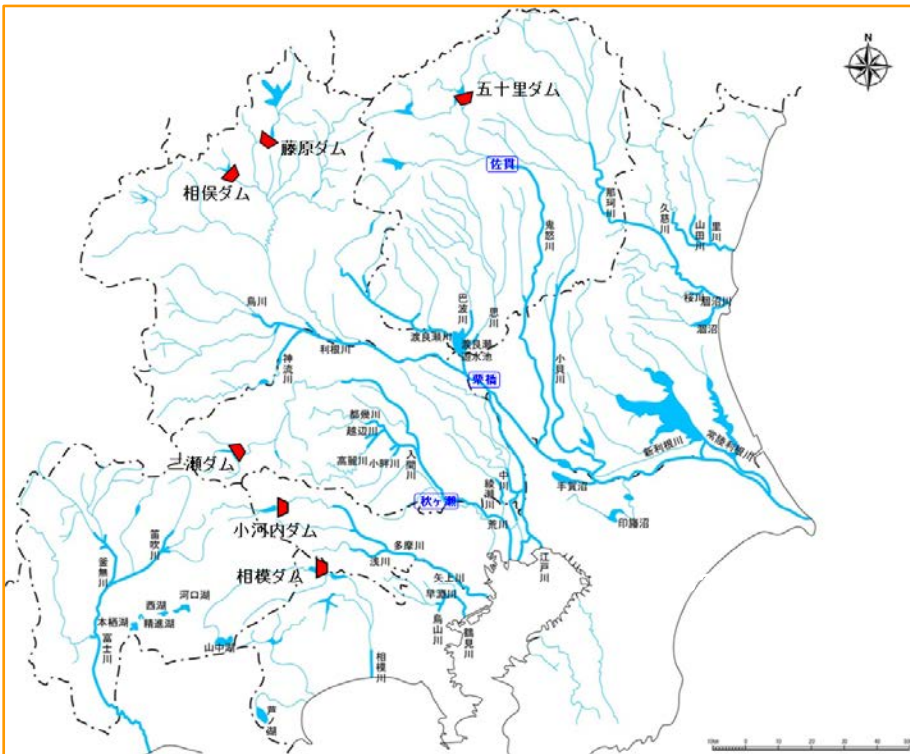 N
五十里ダム
藤原ダム
佐貫
相俣ダム
那珂川
久慈川
山田川
里川
鬼怒川
桜川
涸沼川
涸沼
烏川
巴波川
思川
渡良瀬川
渡良瀬
遊水池
利根川
小貝川
神流川
栗橋
都幾川
越辺川
高麗川
小畔川
入間川
新利根川
常陸利根川
二瀬ダム
中川
綾瀬川
手賀沼
秋ヶ瀬
印旛沼
荒川
小河内ダム
笛吹川
多摩川
浅川
江戸川
釜無川
相模ダム
矢上川
早淵川
河口湖
西湖
本栖湖
精進湖
鳥山川
鶴見川
富士川
山中湖
相模川
芦ノ湖
10km
0
10
20
30
40